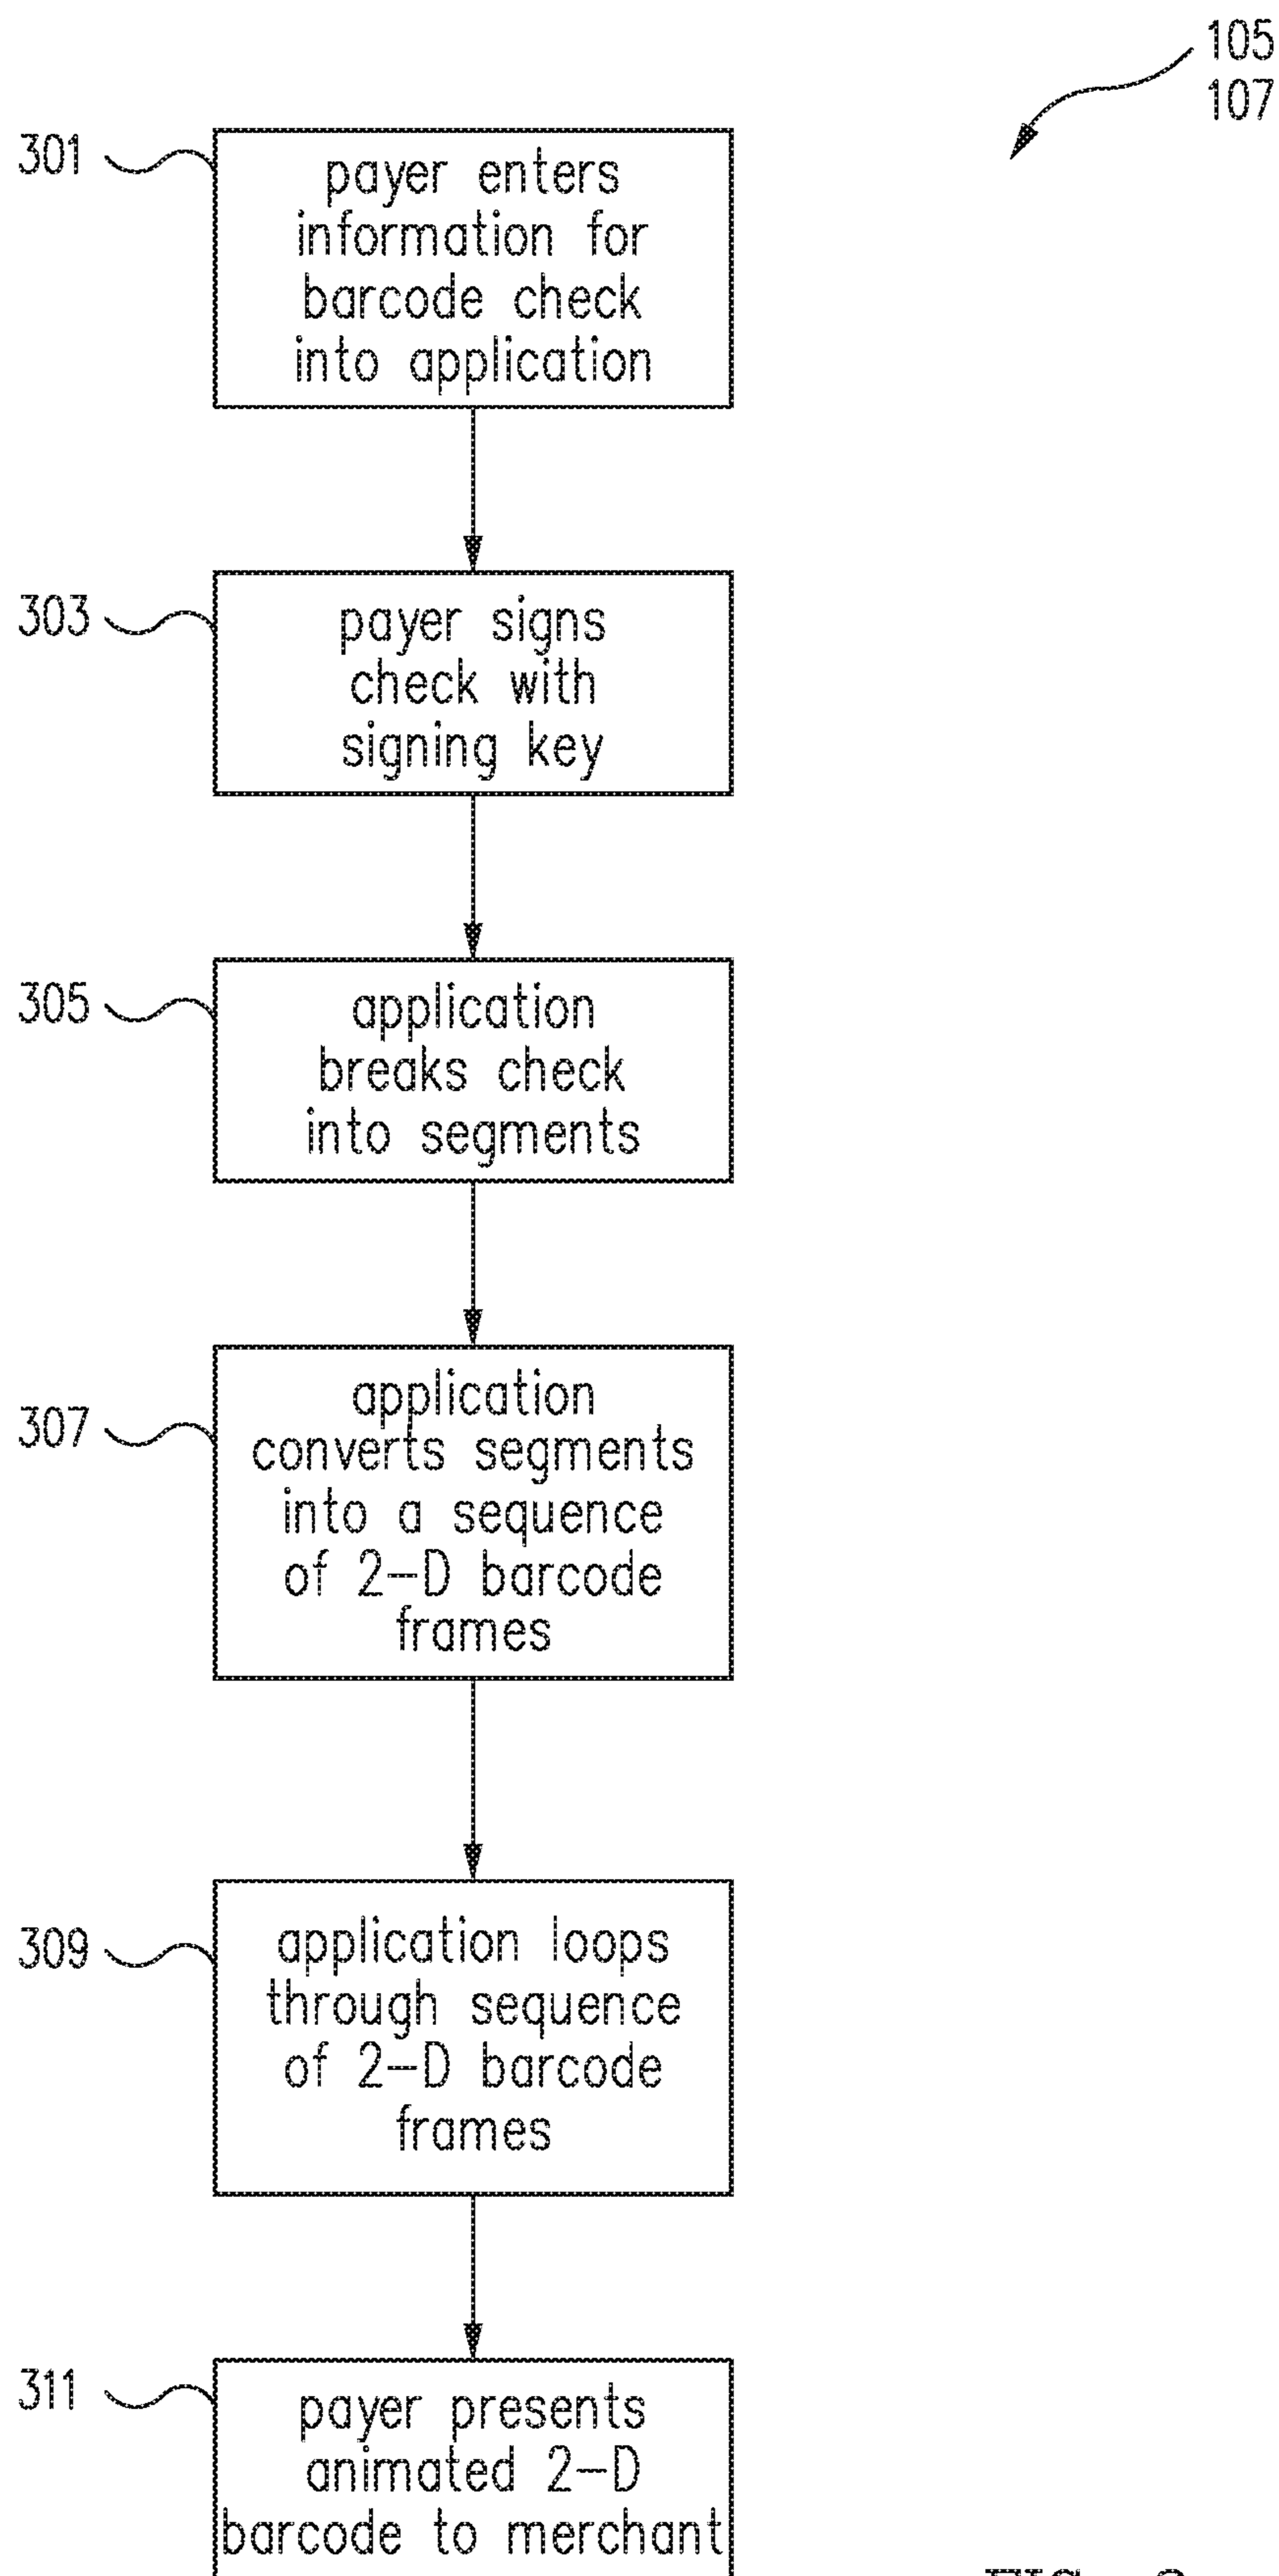 105
107
301
payer enters
information for
barcode check
into application
303
payer signs
check with
signing key
305
application
breaks check
into segments
307
application
converts segments
into a sequence
of 2-D barcode
frames
309
application loops
through sequence
of 2-D barcode
frames
311
payer presents
animated 2-D
barcode to merchant